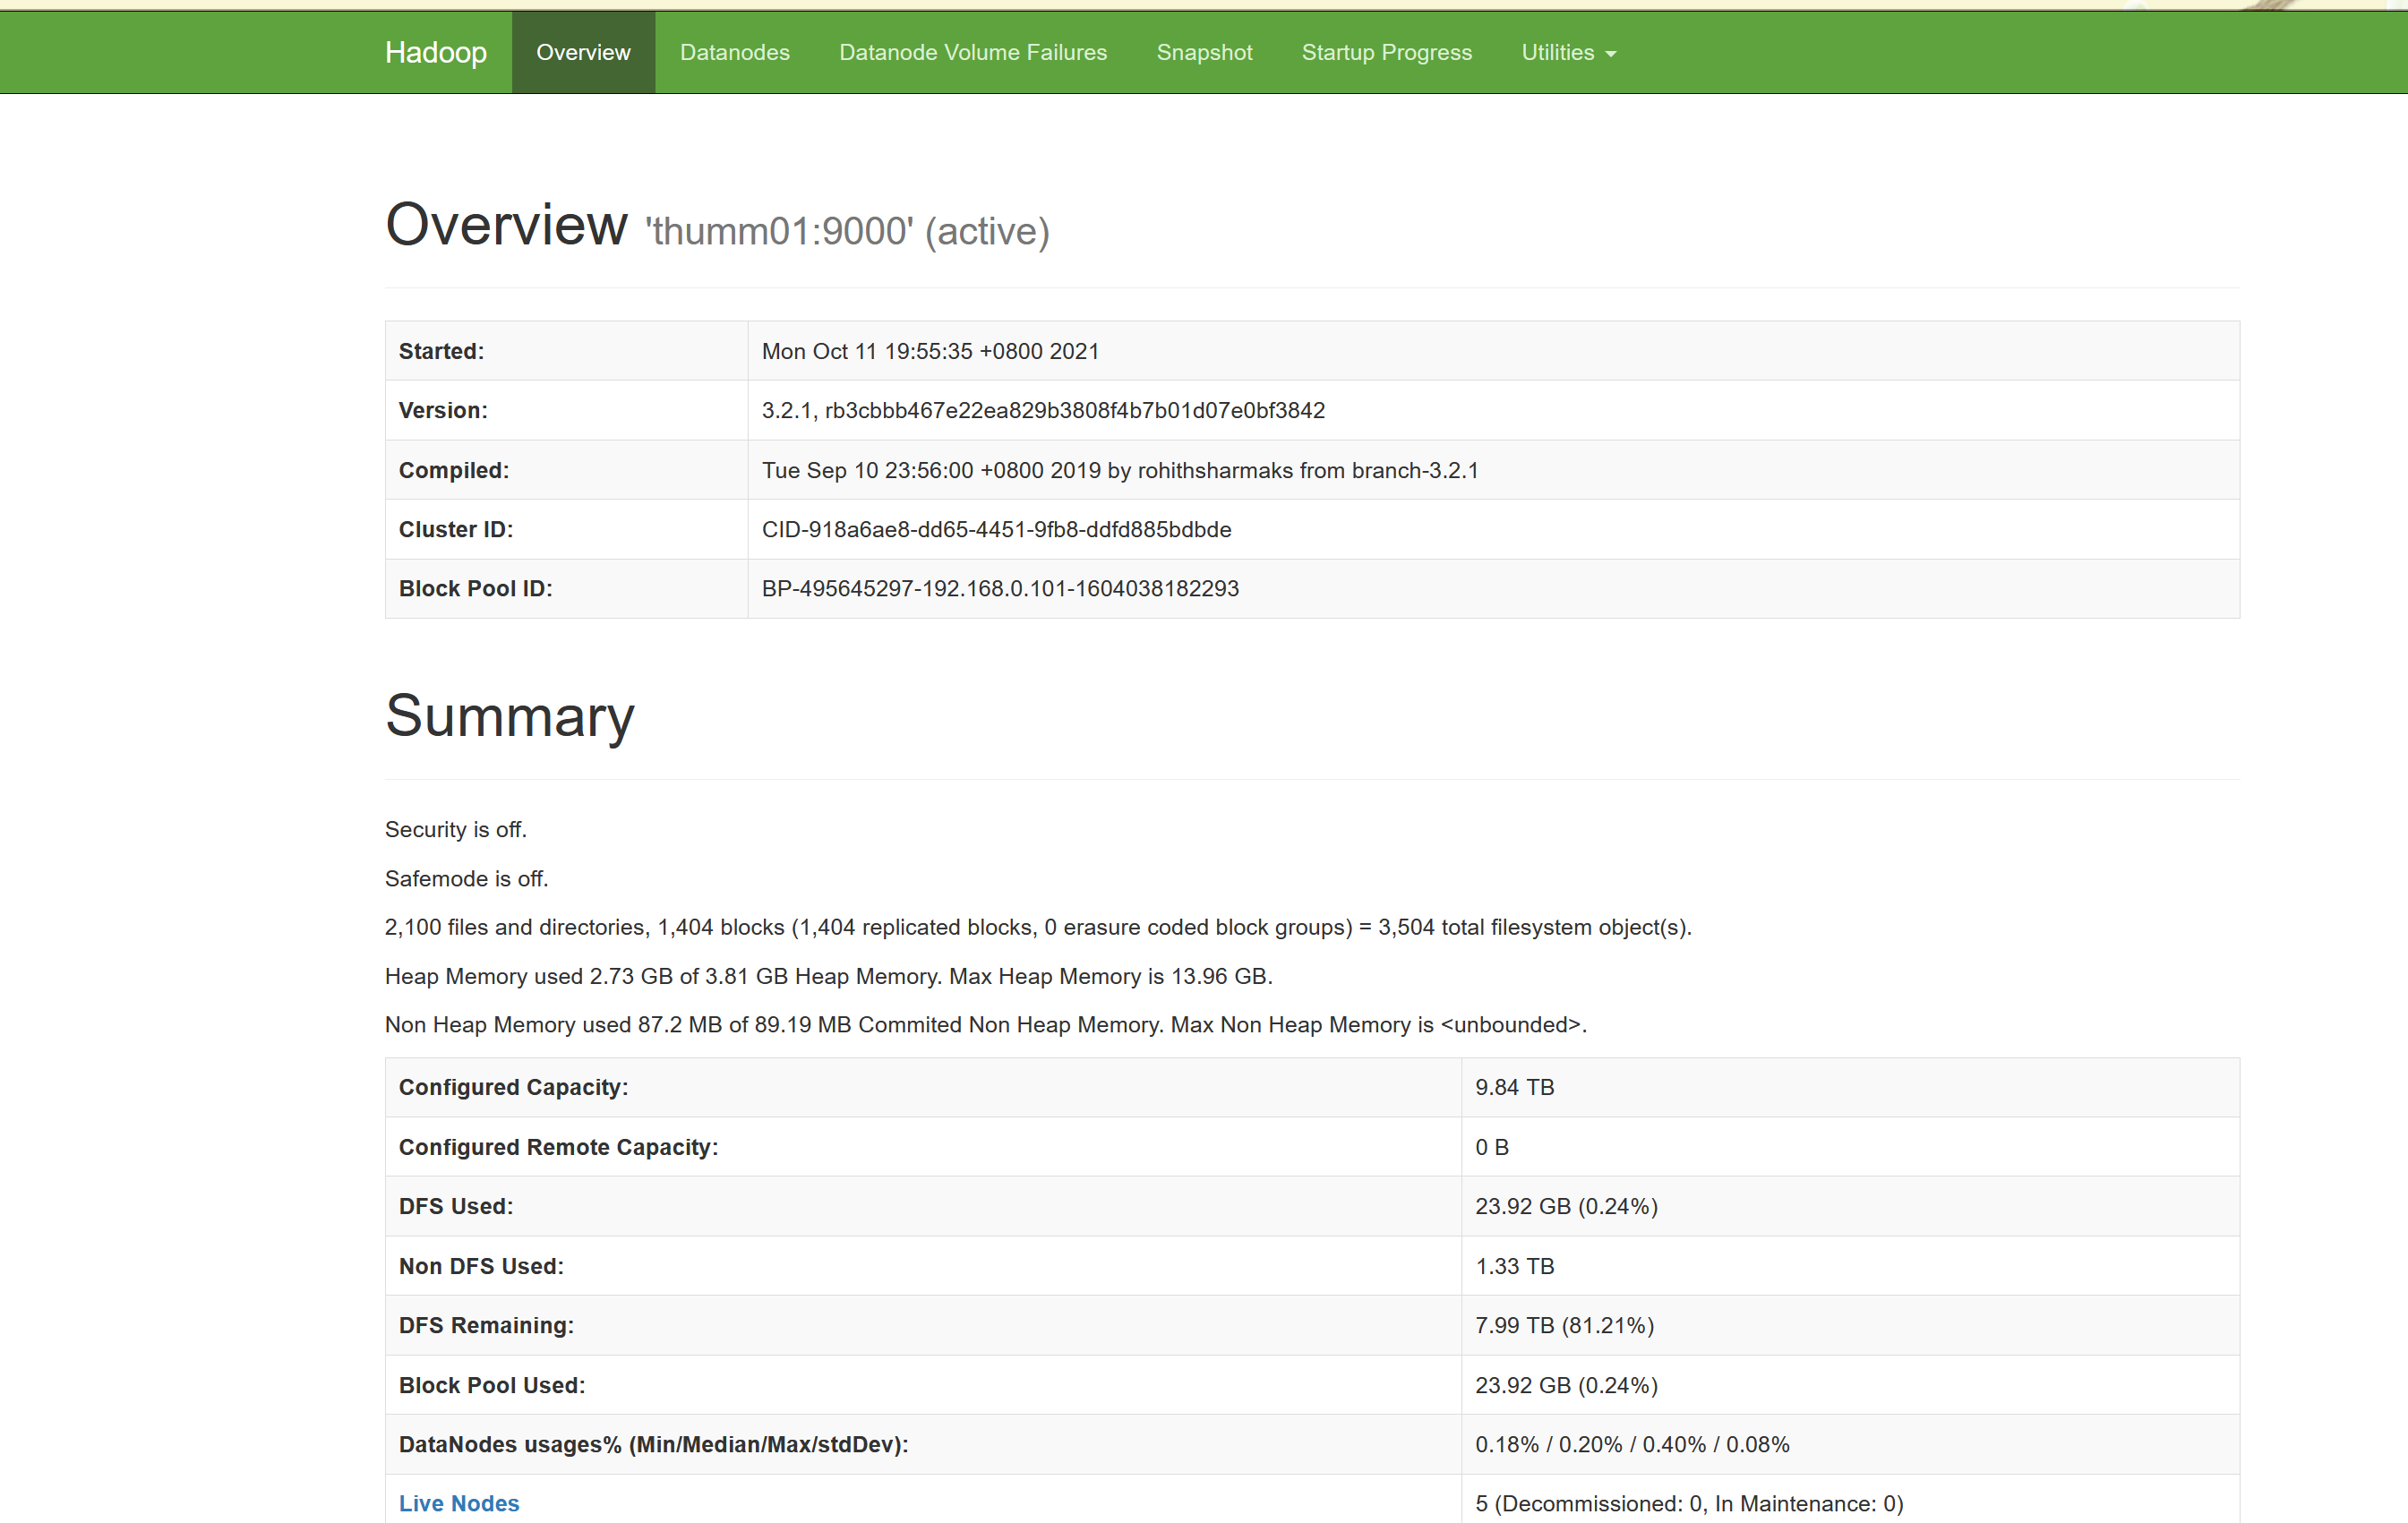 Hadoop Overview Datanodes Datanode Volume Failures Snapshot Startup Progress Utilities
Overview 'thumm01:9000' (active)
Started: Mon Oct 11 19:55:35 +0800 2021
Version: 3.2.1, rb3cbbb467e22ea829b3808f4b7b01d07e0bf3842
Compiled: Tue Sep 10 23:56:00 +0800 2019 by rohithsharmaks from branch-3.2.1
Cluster ID: CID-918a6ae8-dd65-4451-9fb8-ddfd885bdbde
Block Pool ID: BP-495645297-192.168.0.101-1604038182293
Summary
Security is off.
Safemode is off.
2,100 files and directories, 1,404 blocks (1,404 replicated blocks, 0 erasure coded block groups) = 3,504 total filesystem object(s).
Heap Memory used 2.73 GB of 3.81 GB Heap Memory. Max Heap Memory is 13.96 GB.
Non Heap Memory used 87.2 MB of 89.19 MB Commited Non Heap Memory. Max Non Heap Memory is <unbounded>.
Configured Capacity: 9.84 TB
Configured Remote Capacity: 0 B
DFS Used: 23.92 GB (0.24%)
Non DFS Used: 1.33 TB
DFS Remaining: 7.99 TB (81.21%)
Block Pool Used: 23.92 GB (0.24%)
DataNodes usages% (Min/Median/Max/stdDev): 0.18% / 0.20% / 0.40% / 0.08%
Live Nodes 5 (Decommissioned: 0, In Maintenance: 0)